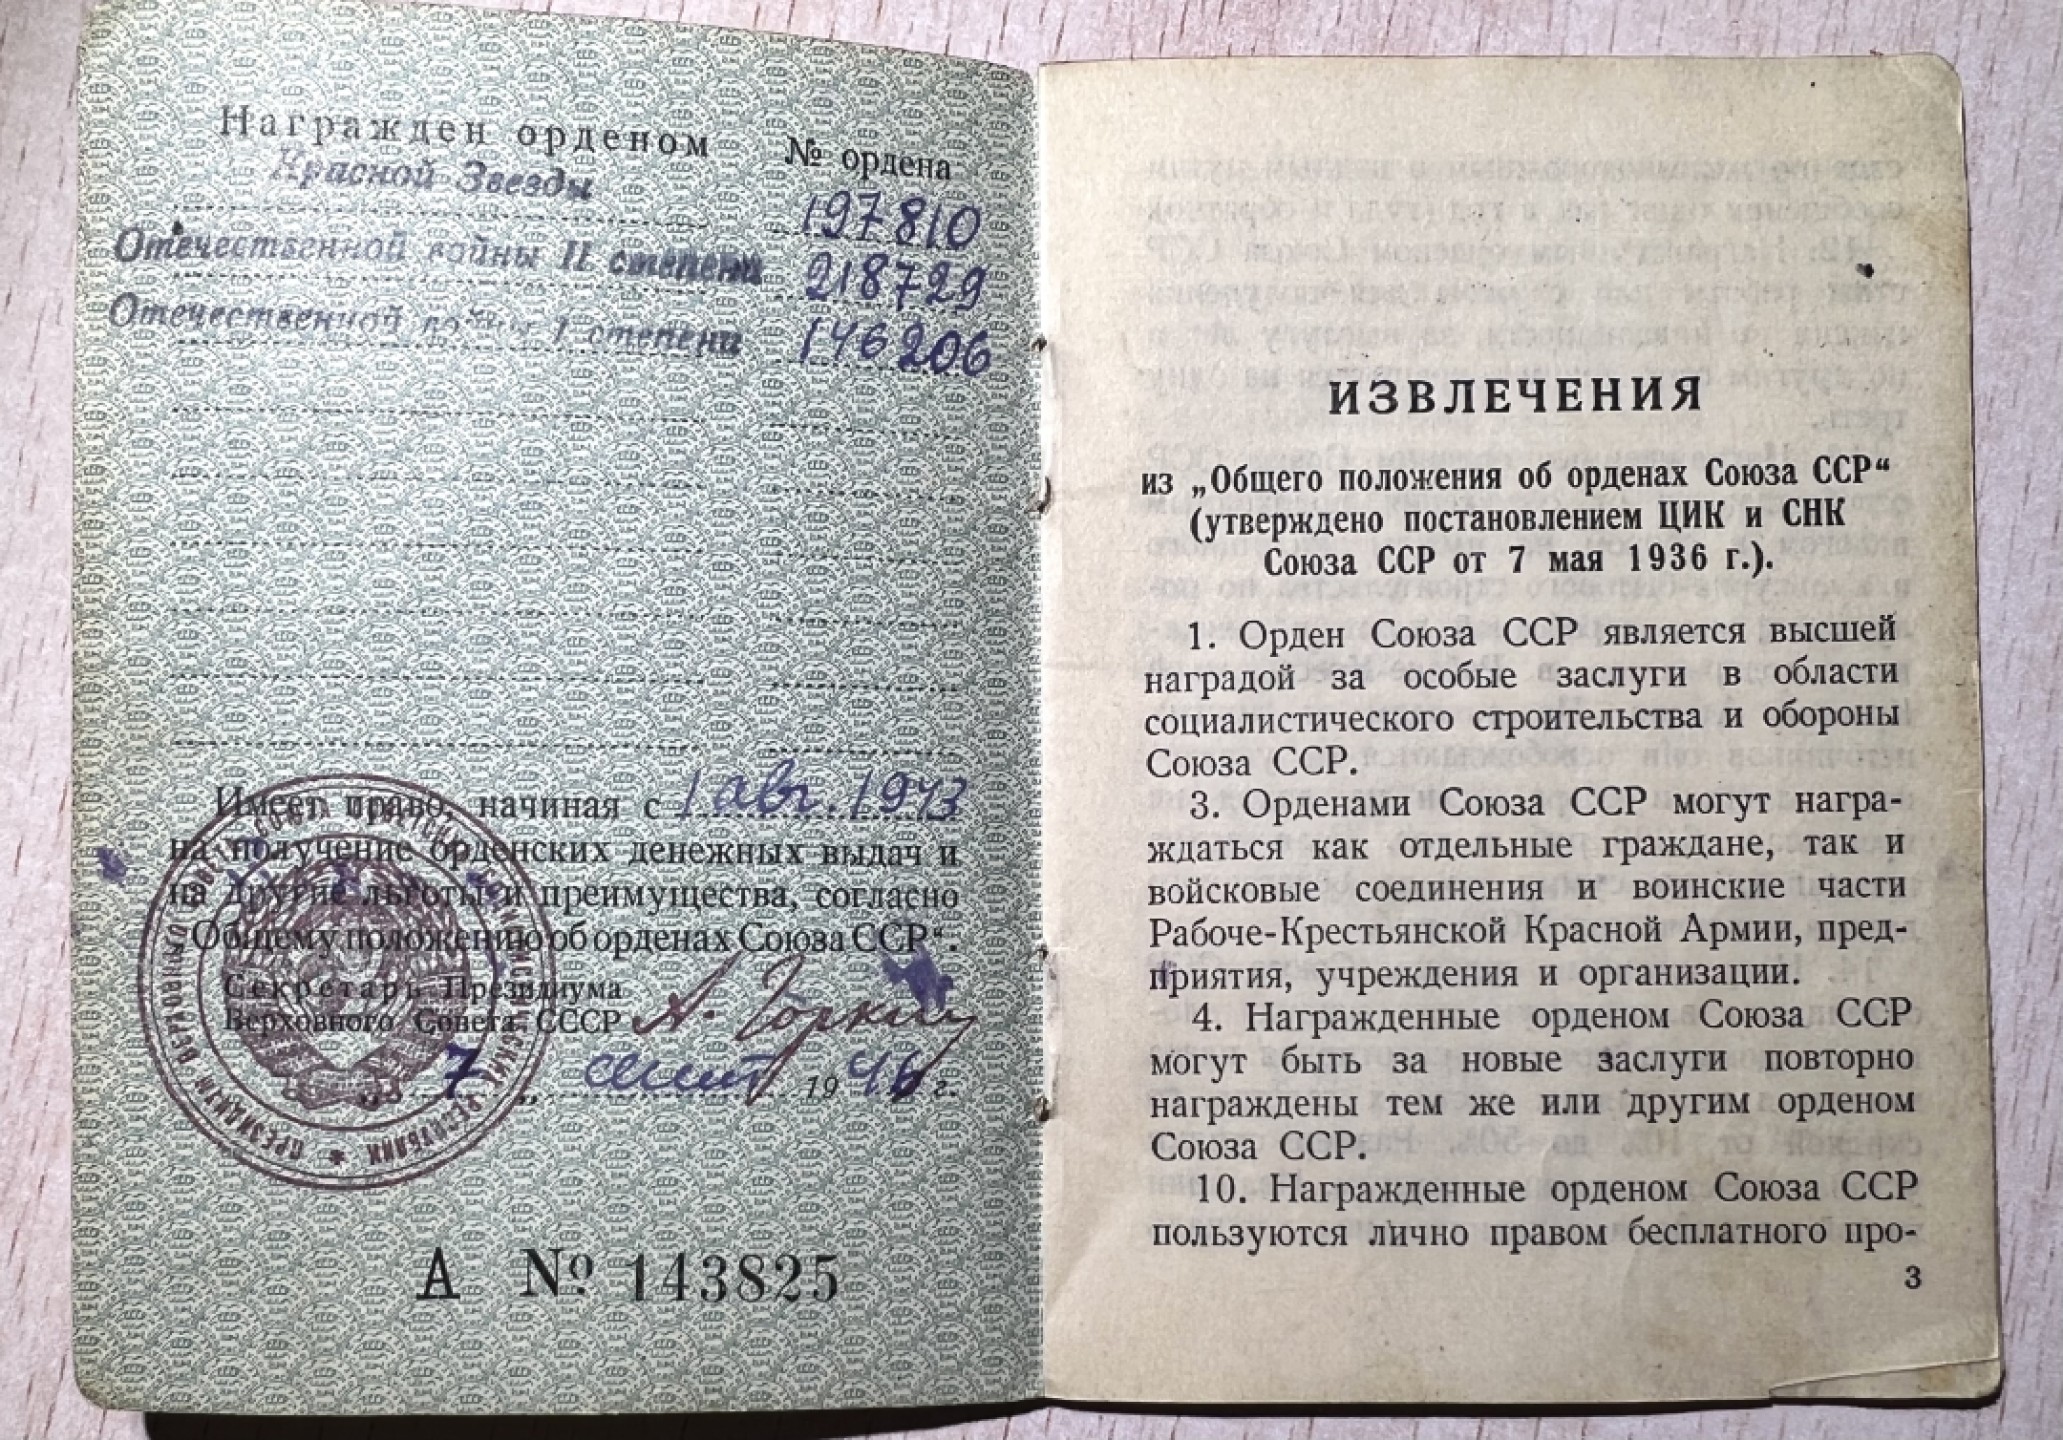 Награжден орденом
№ ордена
Красной Звезды
197810
Отечественной войны II степени
218729
Отечественной войны I степени
146206
Имеет право, начиная с 1 авг. 1943
на получение орденских денежных выдач и
на другие льготы и преимущества, согласно
„Общему положению об орденах Союза ССР“.
Секретарь Президиума
Верховного Совета СССР А. Горкин
„7„ сент 1946 г.
А № 143825
ИЗВЛЕЧЕНИЯ
из „Общего положения об орденах Союза ССР“
(утверждено постановлением ЦИК и СНК
Союза ССР от 7 мая 1936 г.).
1. Орден Союза ССР является высшей
наградой за особые заслуги в области
социалистического строительства и обороны
Союза ССР.
3. Орденами Союза ССР могут награ-
ждаться как отдельные граждане, так и
войсковые соединения и воинские части
Рабоче-Крестьянской Красной Армии, пред-
приятия, учреждения и организации.
4. Награжденные орденом Союза ССР
могут быть за новые заслуги повторно
награждены тем же или другим орденом
Союза ССР.
10. Награжденные орденом Союза ССР
пользуются лично правом бесплатного про-
3